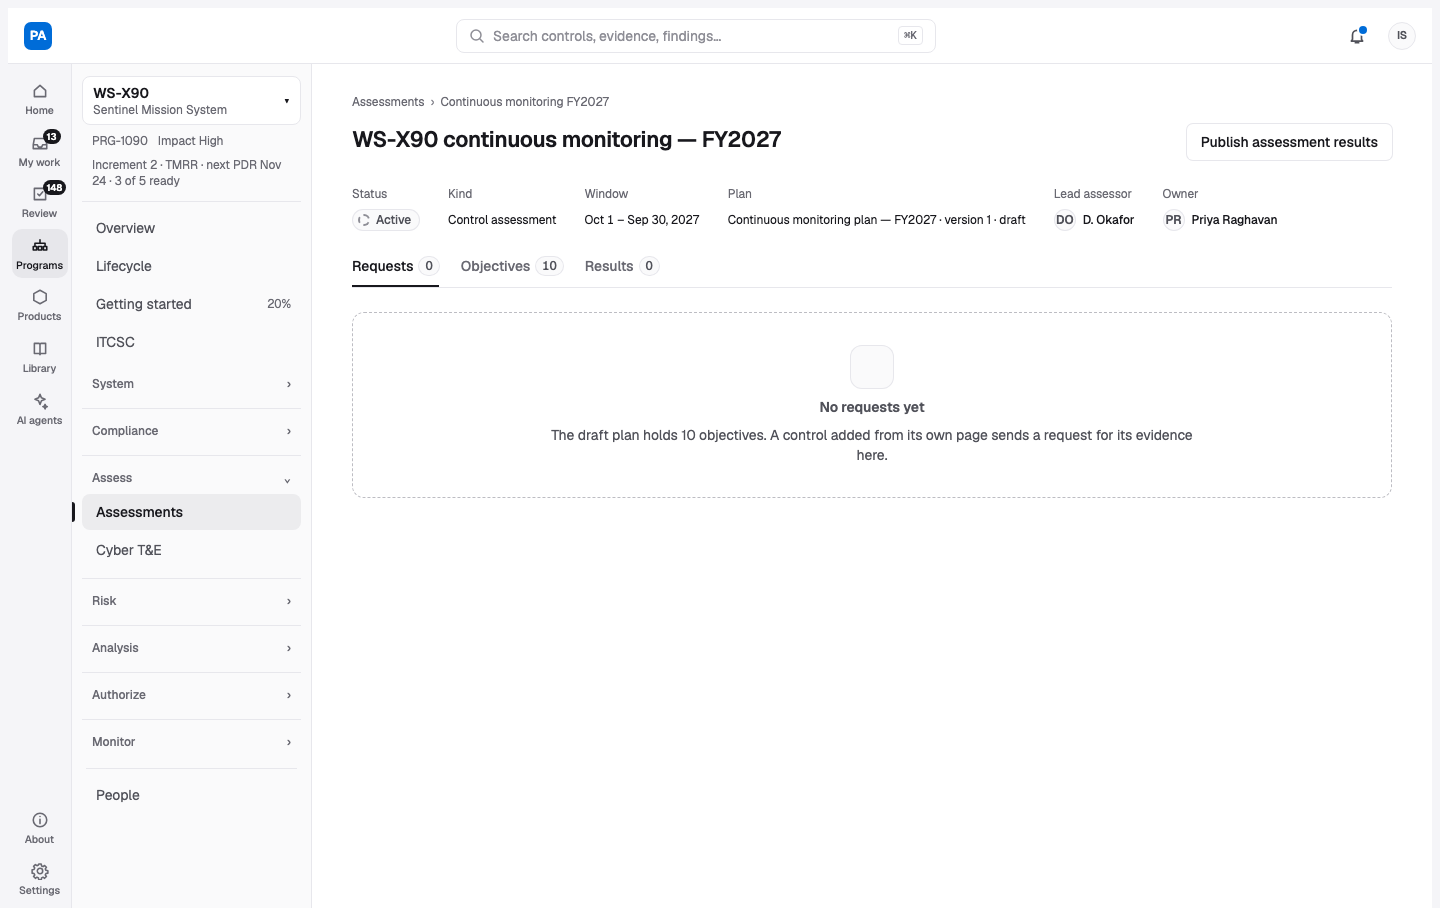 PA
Search controls, evidence, findings...
⌘K
IS
Home
13
My work
148
Review
Programs
Products
Library
AI agents
About
Settings
WS-X90
Sentinel Mission System
PRG-1090 Impact High
Increment 2 · TMRR · next PDR Nov
24 · 3 of 5 ready
Overview
Lifecycle
Getting started 20%
ITCSC
System
Compliance
Assess
Assessments
Cyber T&E
Risk
Analysis
Authorize
Monitor
People
Assessments › Continuous monitoring FY2027
WS-X90 continuous monitoring — FY2027
Publish assessment results
Status Kind Window Plan Lead assessor Owner
Active Control assessment Oct 1 – Sep 30, 2027 Continuous monitoring plan — FY2027 · version 1 · draft DO D. Okafor PR Priya Raghavan
Requests 0 Objectives 10 Results 0
No requests yet
The draft plan holds 10 objectives. A control added from its own page sends a request for its evidence
here.